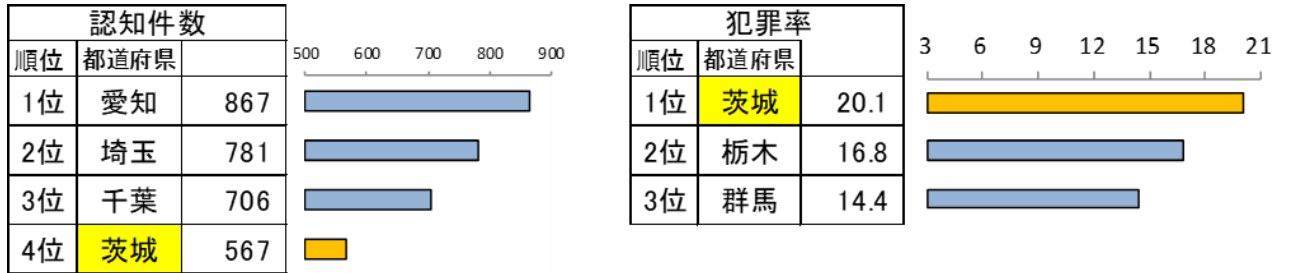 認知件数
順位 都道府県
1位 愛知 867
2位 埼玉 781
3位 千葉 706
4位 茨城 567
500 600 700 800 900
犯罪率
順位 都道府県
1位 茨城 20.1
2位 栃木 16.8
3位 群馬 14.4
3 6 9 12 15 18 21